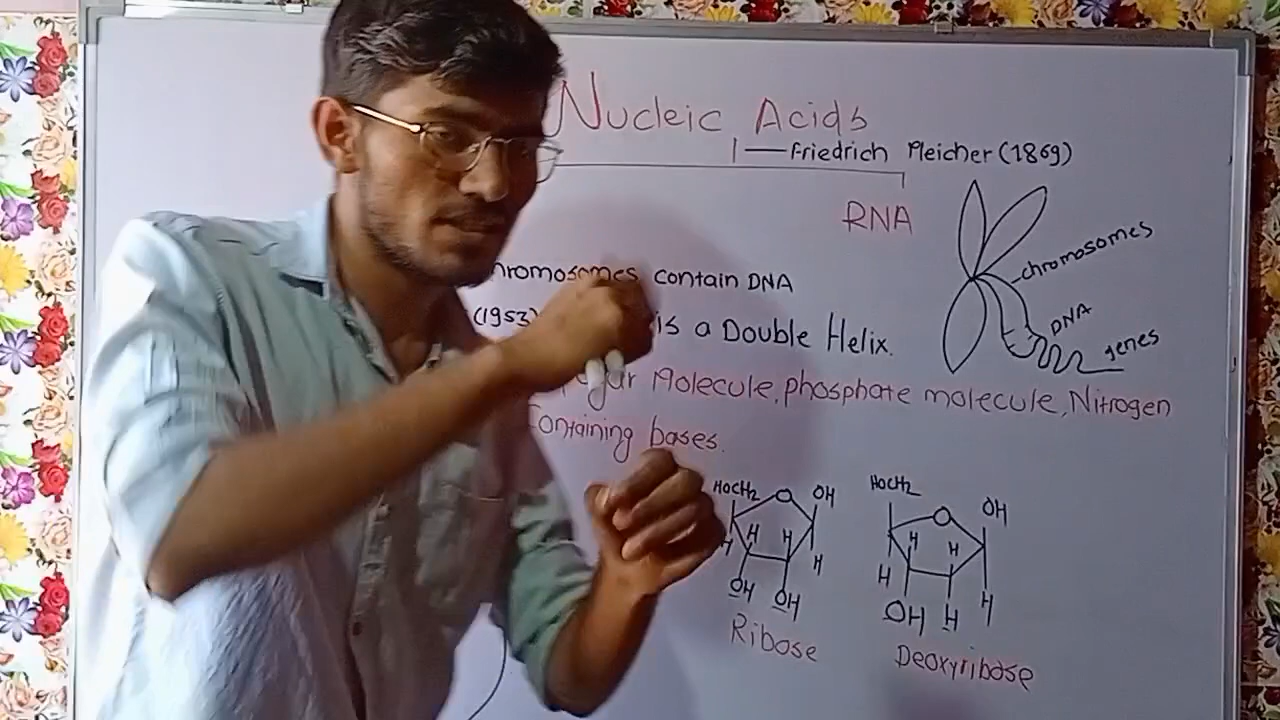 Nucleic Acids
Friedrich Meicher (1869)
RNA
chromosomes
hromosomes contain DNA
(1953) is a Double Helix.
DNA
genes
Molecule, phosphate molecule, Nitrogen
Containing bases.
HOCH2 O OH
H H H H
OH OH
Ribose
HOCH2 O OH
H H H
OH H H
Deoxyribose